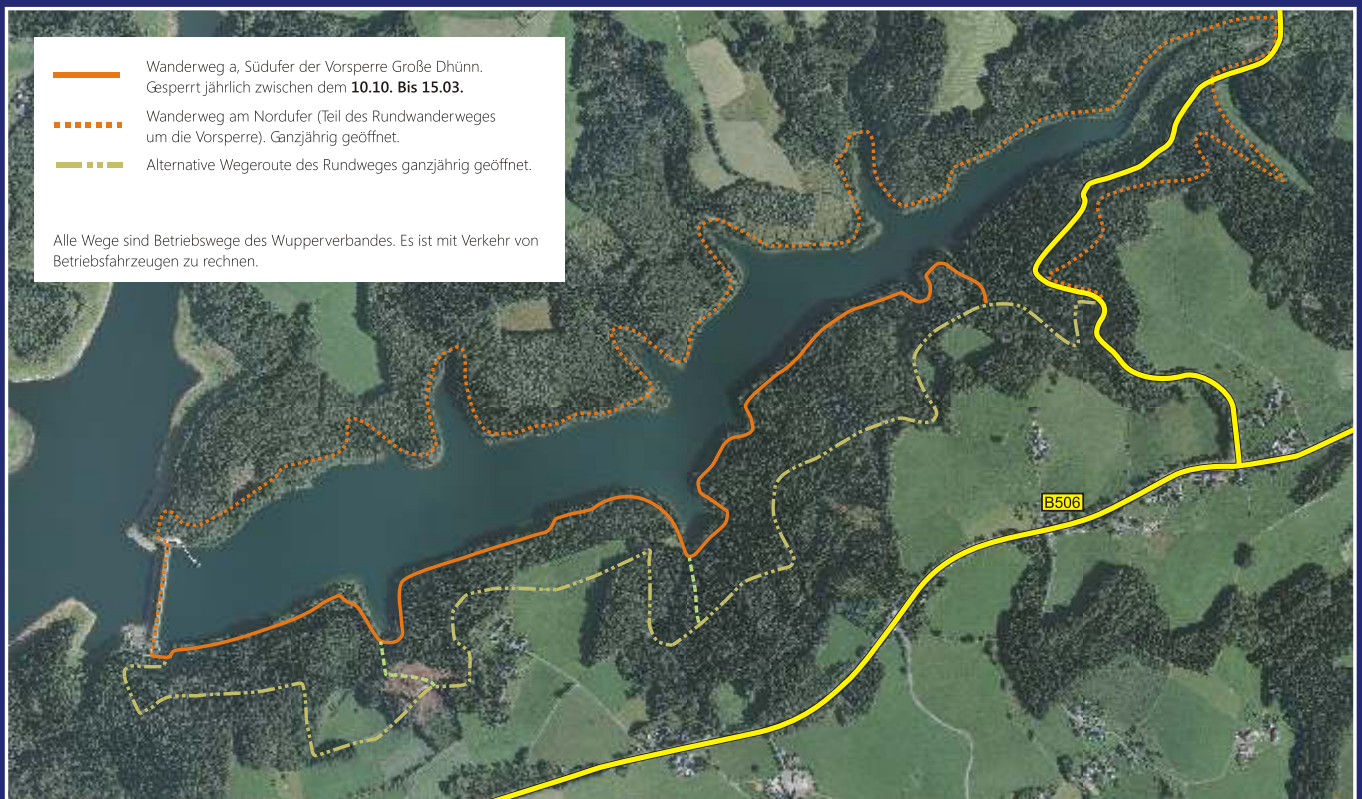 Wanderweg a, Südufer der Vorsperre Große Dhünn.
Gesperrt jährlich zwischen dem 10.10. Bis 15.03.
Wanderweg am Nordufer (Teil des Rundwanderweges
um die Vorsperre). Ganzjährig geöffnet.
Alternative Wegeroute des Rundweges ganzjährig geöffnet.
Alle Wege sind Betriebswege des Wupperverbandes. Es ist mit Verkehr von
Betriebsfahrzeugen zu rechnen.
B506